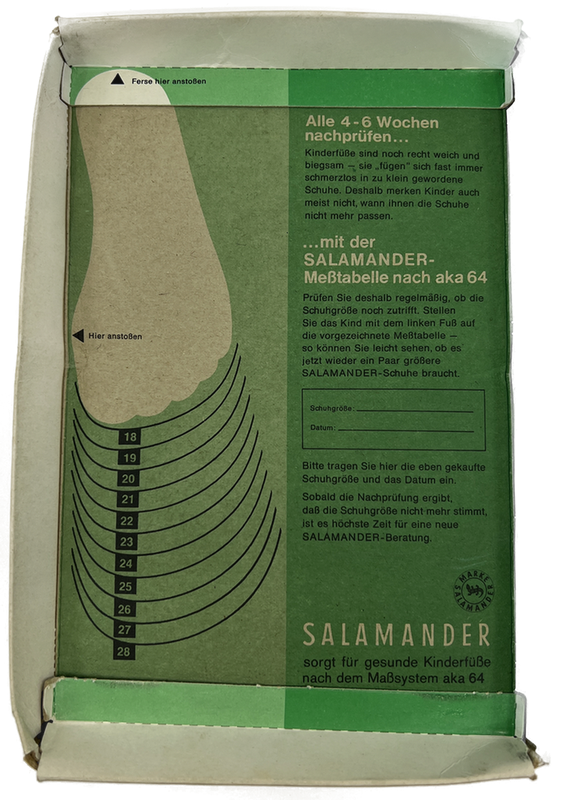 Ferse hier anstoßen
Alle 4-6 Wochen
nachprüfen...
Kinderfüße sind noch recht weich und
biegsam — sie „fügen" sich fast immer
schmerzlos in zu klein gewordene
Schuhe. Deshalb merken Kinder auch
meist nicht, wann ihnen die Schuhe
nicht mehr passen.
...mit der
SALAMANDER-
Meßtabelle nach aka 64
Prüfen Sie deshalb regelmäßig, ob die
Schuhgröße noch zutrifft. Stellen
Sie das Kind mit dem linken Fuß auf
die vorgezeichnete Meßtabelle —
so können Sie leicht sehen, ob es
jetzt wieder ein Paar größere
SALAMANDER-Schuhe braucht.
Hier anstoßen
18
19
20
21
22
23
24
25
26
27
28
Schuhgröße:
Datum:
Bitte tragen Sie hier die eben gekaufte
Schuhgröße und das Datum ein.
Sobald die Nachprüfung ergibt,
daß die Schuhgröße nicht mehr stimmt,
ist es höchste Zeit für eine neue
SALAMANDER-Beratung.
MARKE
SALAMANDER
SALAMANDER
sorgt für gesunde Kinderfüße
nach dem Maßsystem aka 64